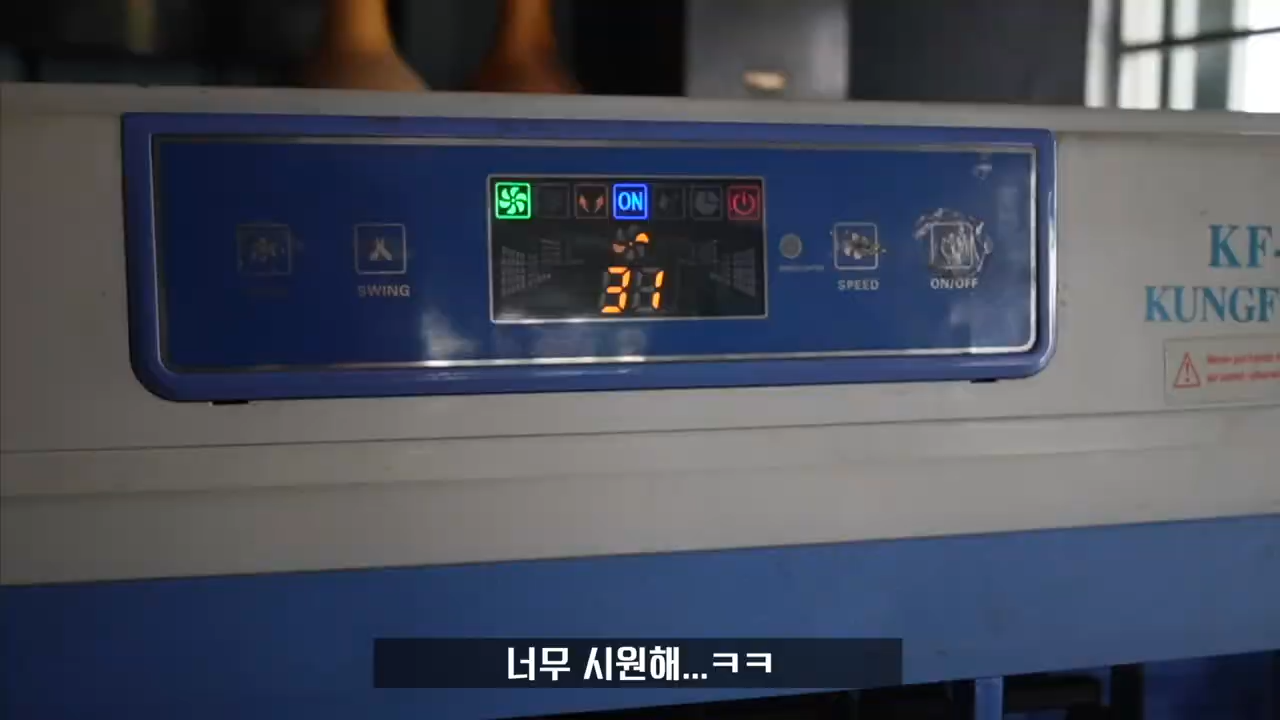 ON
31
SWING
SPEED
ON/OFF
KF-
KUNGF
너무 시원해...ㅋㅋ